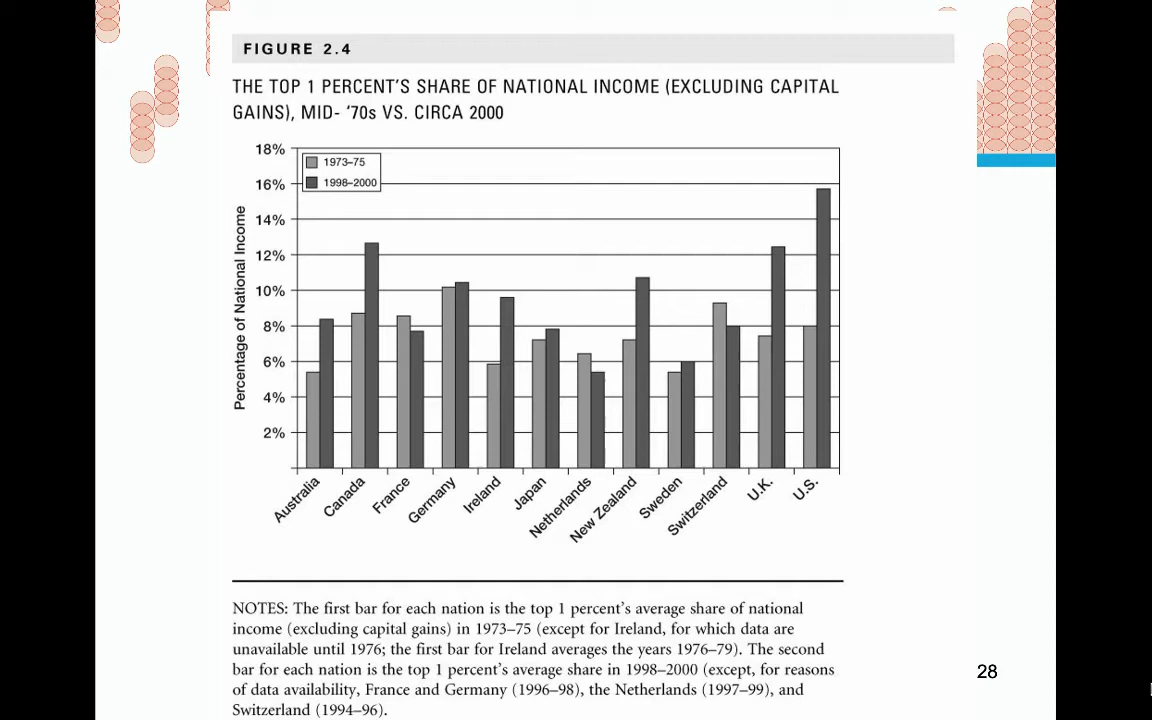 FIGURE 2.4
THE TOP 1 PERCENT'S SHARE OF NATIONAL INCOME (EXCLUDING CAPITAL
GAINS), MID- '70s VS. CIRCA 2000
18%
16%
14%
12%
10%
8%
6%
4%
2%
Percentage of National Income
1973–75
1998–2000
Australia
Canada
France
Germany
Ireland
Japan
Netherlands
New Zealand
Sweden
Switzerland
U.K.
U.S.
NOTES: The first bar for each nation is the top 1 percent's average share of national
income (excluding capital gains) in 1973–75 (except for Ireland, for which data are
unavailable until 1976; the first bar for Ireland averages the years 1976–79). The second
bar for each nation is the top 1 percent's average share in 1998–2000 (except, for reasons
of data availability, France and Germany (1996–98), the Netherlands (1997–99), and
Switzerland (1994–96).
28